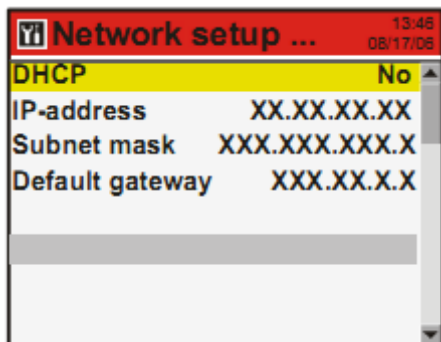 Yi Network setup ... 13:46
08/17/06
DHCP No
IP-address XX.XX.XX.XX
Subnet mask XXX.XXX.XXX.X
Default gateway XXX.XX.X.X